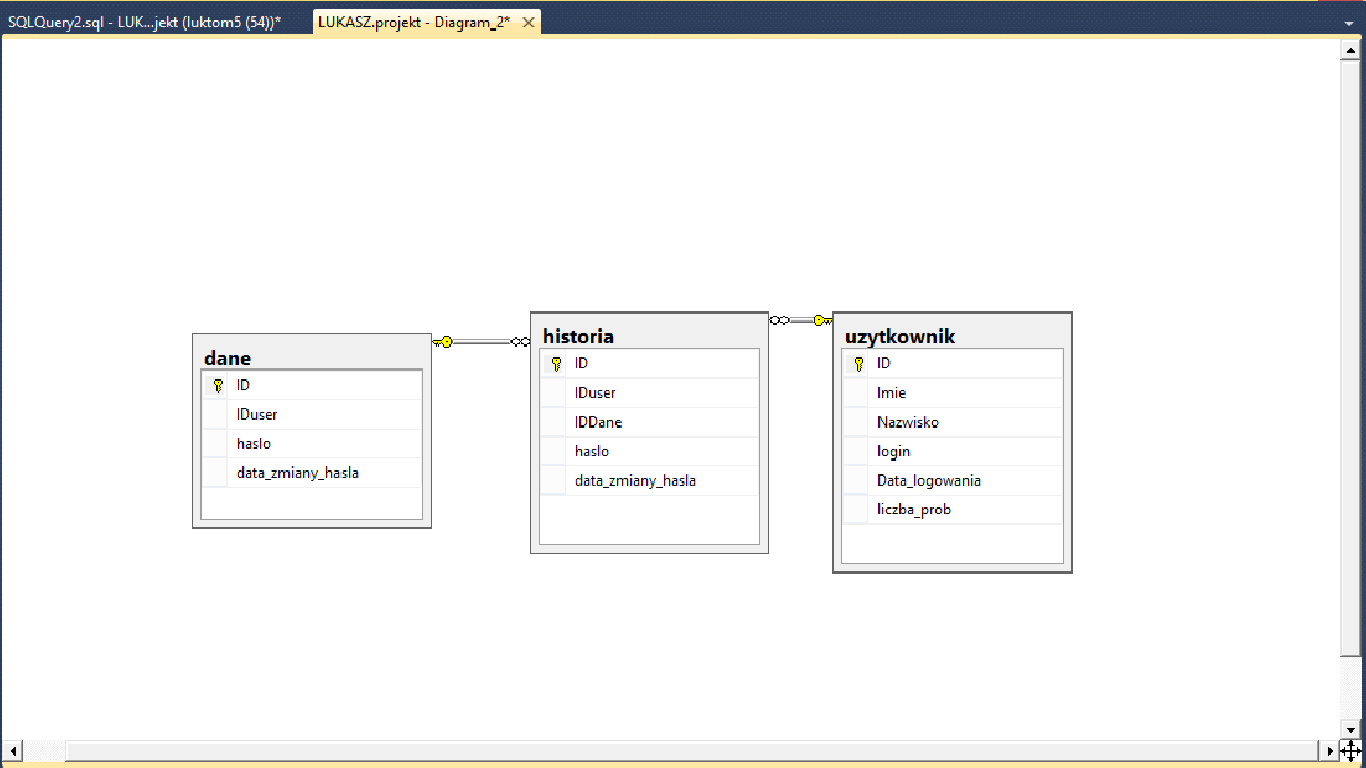 SQLQuery2.sql - LUK...jekt (luktom5 (54))*
LUKASZ.projekt - Diagram_2*
dane
ID
IDuser
haslo
data_zmiany_hasla
historia
ID
IDuser
IDDane
haslo
data_zmiany_hasla
uzytkownik
ID
Imie
Nazwisko
login
Data_logowania
liczba_prob